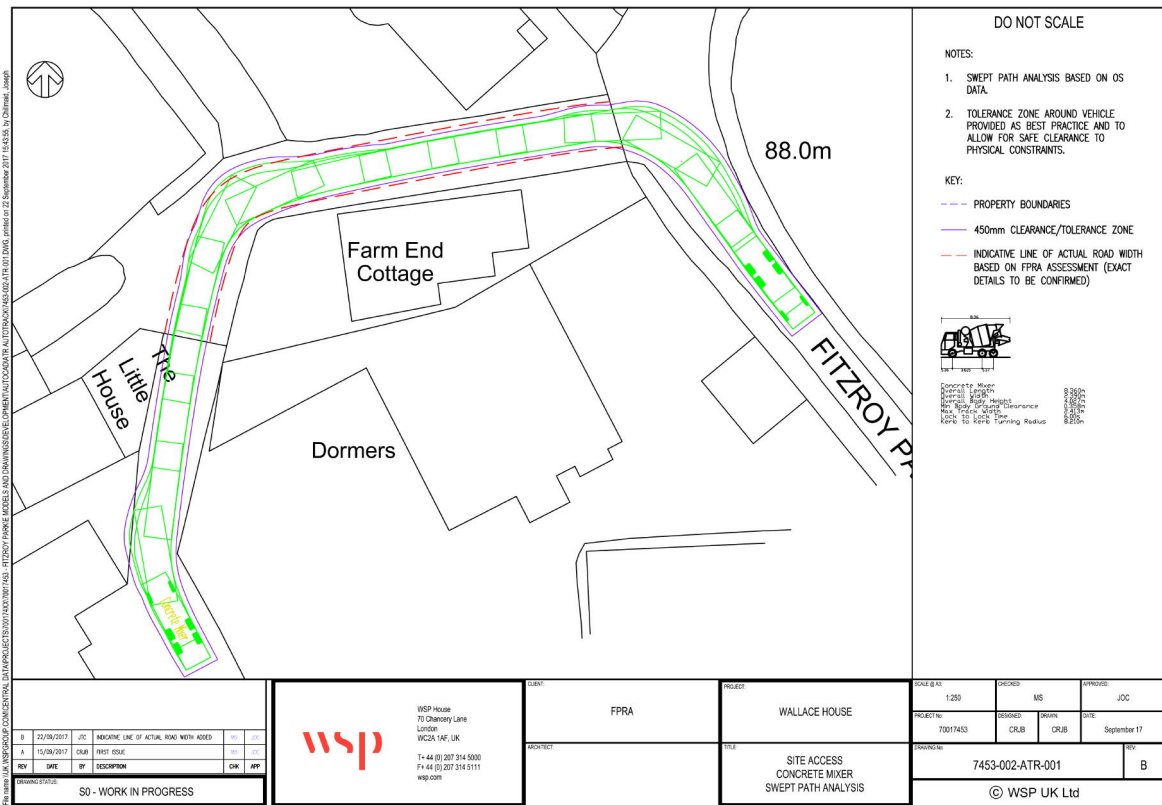 DO NOT SCALE
NOTES:
1. SWEPT PATH ANALYSIS BASED ON OS
DATA.
2. TOLERANCE ZONE AROUND VEHICLE
PROVIDED AS BEST PRACTICE AND TO
ALLOW FOR SAFE CLEARANCE TO
PHYSICAL CONSTRAINTS.
KEY:
PROPERTY BOUNDARIES
450mm CLEARANCE/TOLERANCE ZONE
INDICATIVE LINE OF ACTUAL ROAD WIDTH
BASED ON FPRA ASSESSMENT (EXACT
DETAILS TO BE CONFIRMED)
Concrete Mixer
Overall Length 8.360m
Overall Width
Overall Body Height
Min Body Ground Clearance
Max Track Width
Lock to Lock Time
Kerb to Kerb Turning Radius 8.210m
88.0m
Farm End
Cottage
The
Little
House
Dormers
FITZROY PA
Concrete Mixer
B 22/09/2017 JTC INDICATIVE LINE OF ACTUAL ROAD WIDTH ADDED MS JOC
A 15/09/2017 CRJB FIRST ISSUE MS JOC
REV DATE BY DESCRIPTION CHK APP
DRAWING STATUS:
S0 - WORK IN PROGRESS
wsp
WSP House
70 Chancery Lane
London
WC2A 1AF, UK
T+ 44 (0) 207 314 5000
F+ 44 (0) 207 314 5111
wsp.com
CLIENT:
FPRA
ARCHITECT:
PROJECT:
WALLACE HOUSE
TITLE:
SITE ACCESS
CONCRETE MIXER
SWEPT PATH ANALYSIS
SCALE @ A3: CHECKED: APPROVED:
1:250 MS JOC
PROJECT No: DESIGNED: DRAWN: DATE:
70017453 CRJB CRJB September 17
DRAWING No: REV:
7453-002-ATR-001 B
© WSP UK Ltd